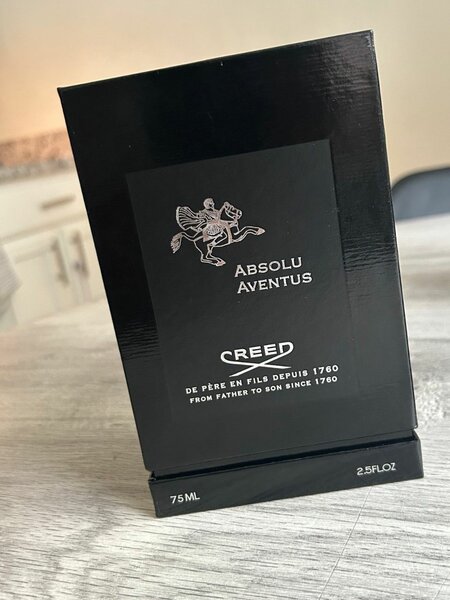 ABSOLU
AVENTUS
CREED
DE PÈRE EN FILS DEPUIS 1760
FROM FATHER TO SON SINCE 1760
75ML
2.5FLOZ